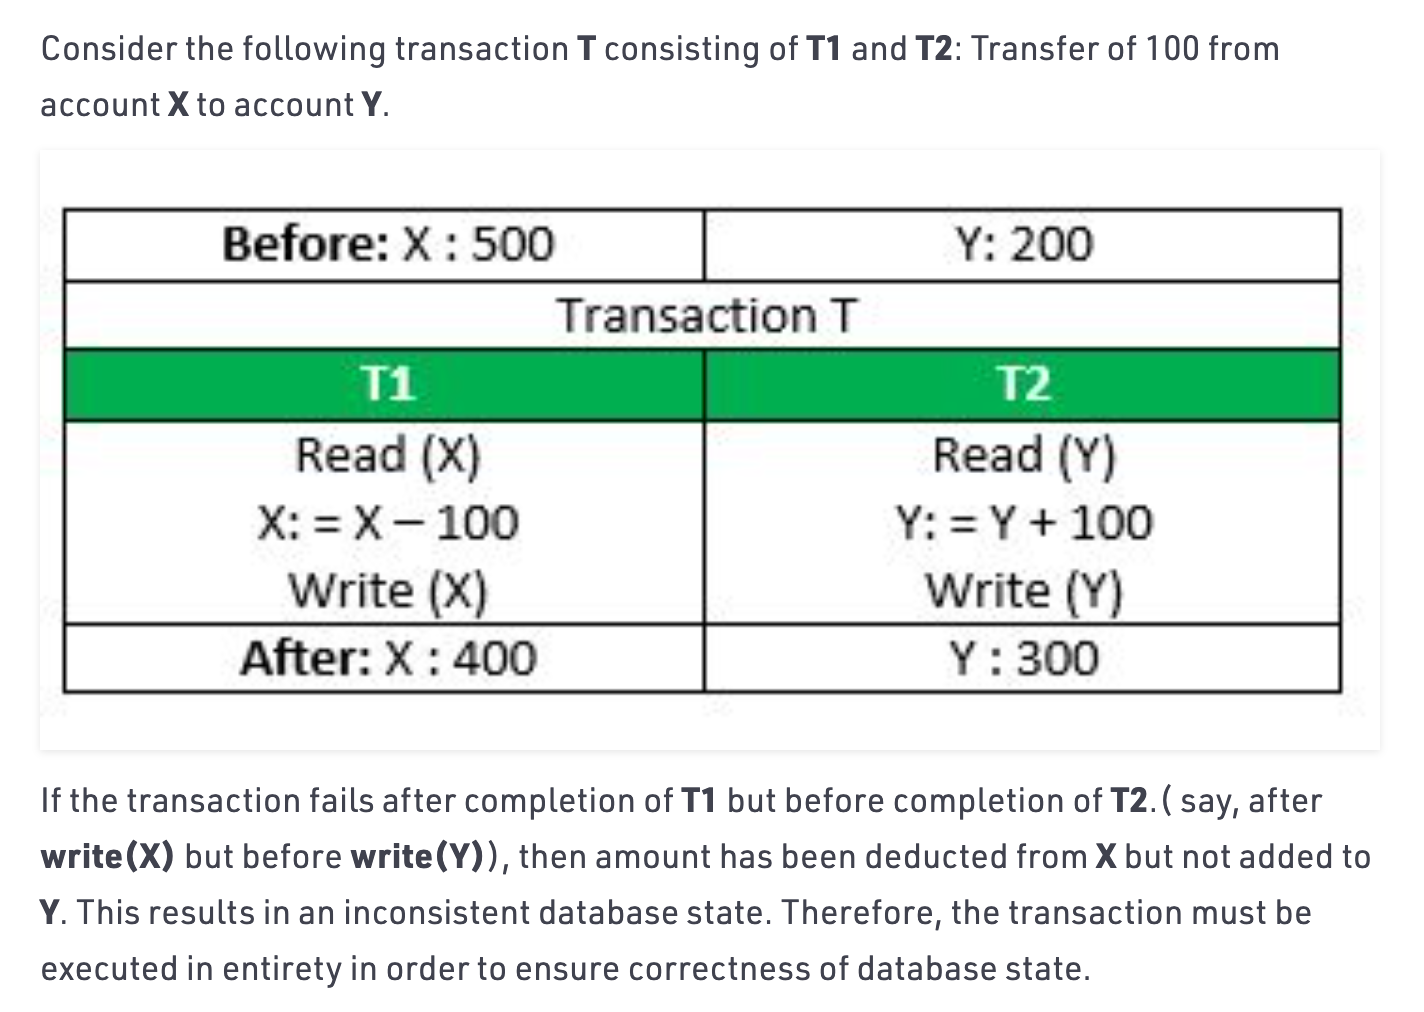 Consider the following transaction T consisting of T1 and T2: Transfer of 100 from
account X to account Y.
Before: X : 500 Y: 200
Transaction T
T1 T2
Read (X) Read (Y)
X: = X – 100 Y: = Y + 100
Write (X) Write (Y)
After: X : 400 Y : 300
If the transaction fails after completion of T1 but before completion of T2.( say, after
write(X) but before write(Y)), then amount has been deducted from X but not added to
Y. This results in an inconsistent database state. Therefore, the transaction must be
executed in entirety in order to ensure correctness of database state.